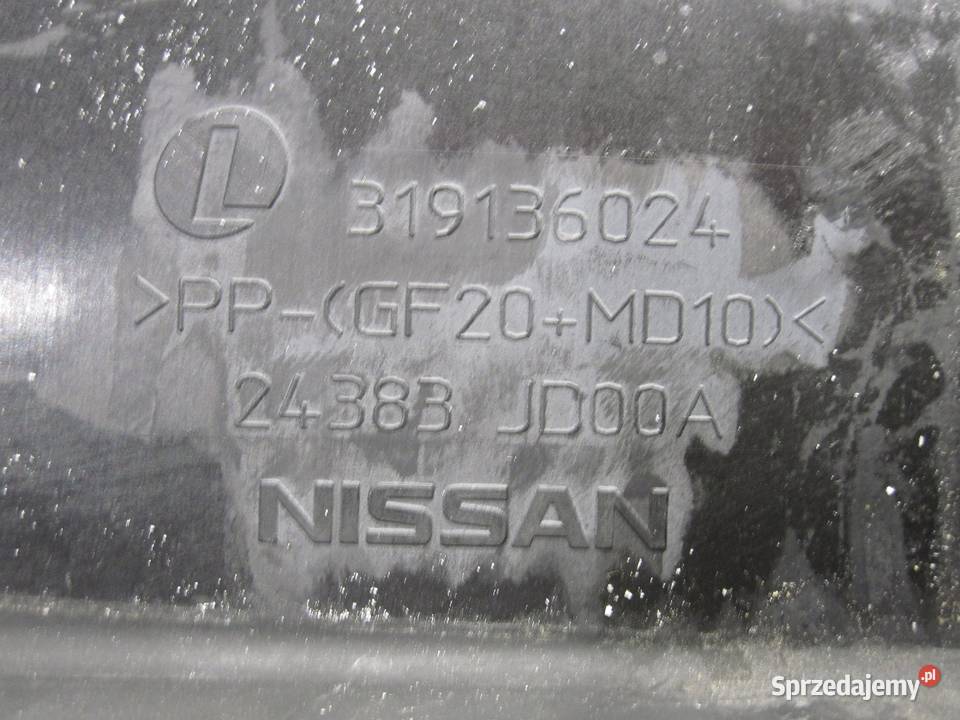 L 319136024
>PP-(GF20+MD10)<
24383 JD00A
NISSAN
Sprzedajemy.pl